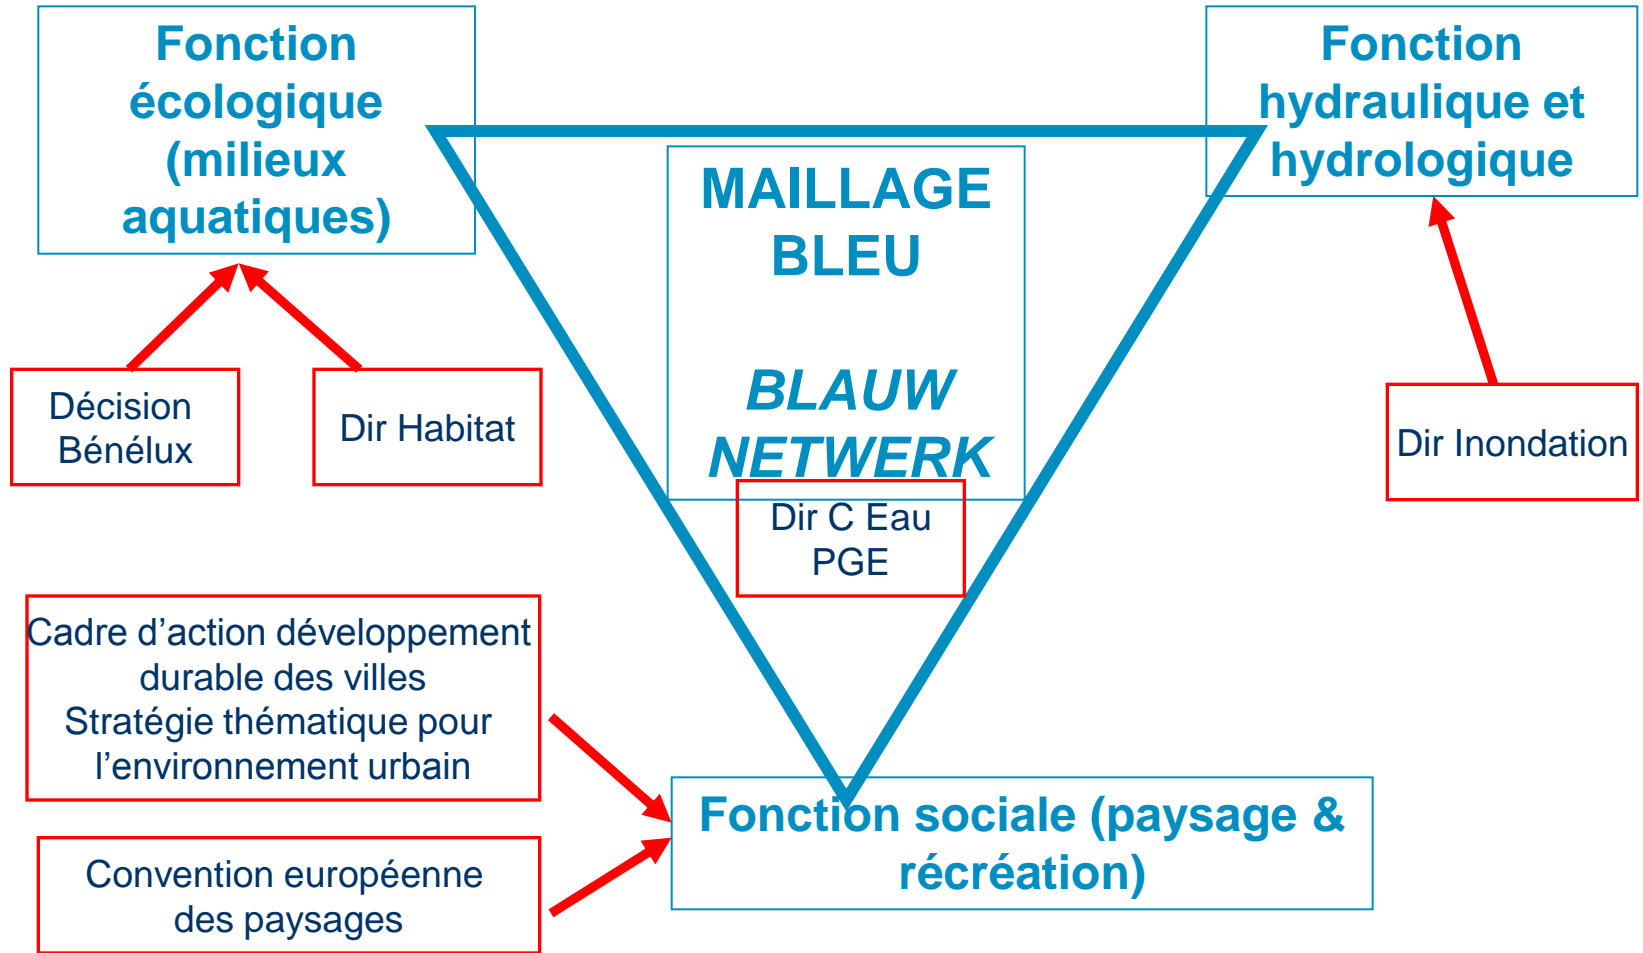 Fonction
écologique
(milieux
aquatiques)
Fonction
hydraulique et
hydrologique
MAILLAGE
BLEU
BLAUW
NETWERK
Dir C Eau
PGE
Décision
Bénélux
Dir Habitat
Dir Inondation
Cadre d’action développement
durable des villes
Stratégie thématique pour
l’environnement urbain
Convention européenne
des paysages
Fonction sociale (paysage &
récréation)